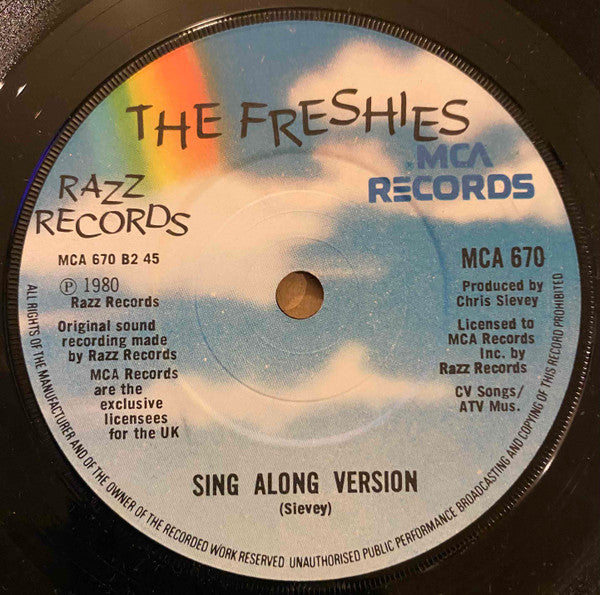 THE FRESHIES
RAZZ
RECORDS
MCA
RECORDS
MCA 670 B2 45
MCA 670
℗ 1980
Razz Records
Produced by
Chris Sievey
Original sound
recording made
by Razz Records
Licensed to
MCA Records
Inc. by
Razz Records
MCA Records
are the
exclusive
licensees
for the UK
CV Songs/
ATV Mus.
SING ALONG VERSION
(Sievey)
ALL RIGHTS OF THE MANUFACTURER AND OF THE OWNER OF THE RECORDED WORK RESERVED UNAUTHORISED PUBLIC PERFORMANCE BROADCASTING AND COPYING OF THIS RECORD PROHIBITED